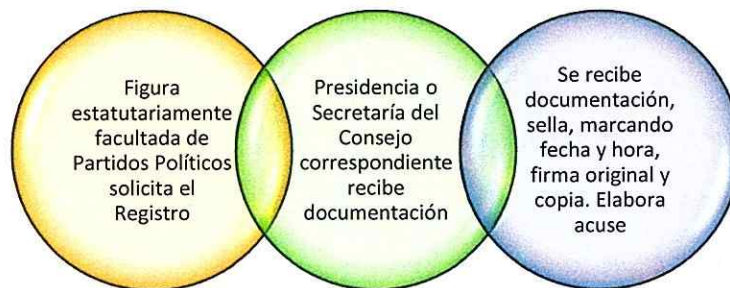 Figura
estatutariamente
facultada de
Partidos Políticos
solicita el
Registro
Presidencia o
Secretaría del
Consejo
correspondiente
recibe
documentación
Se recibe
documentación,
sella, marcando
fecha y hora,
firma original y
copia. Elabora
acuse